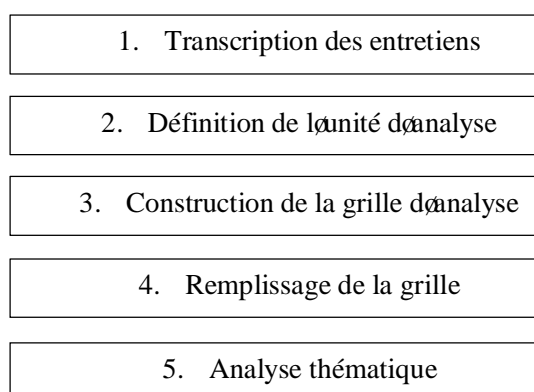 1. Transcription des entretiens
2. Définition de løunité døanalyse
3. Construction de la grille døanalyse
4. Remplissage de la grille
5. Analyse thématique